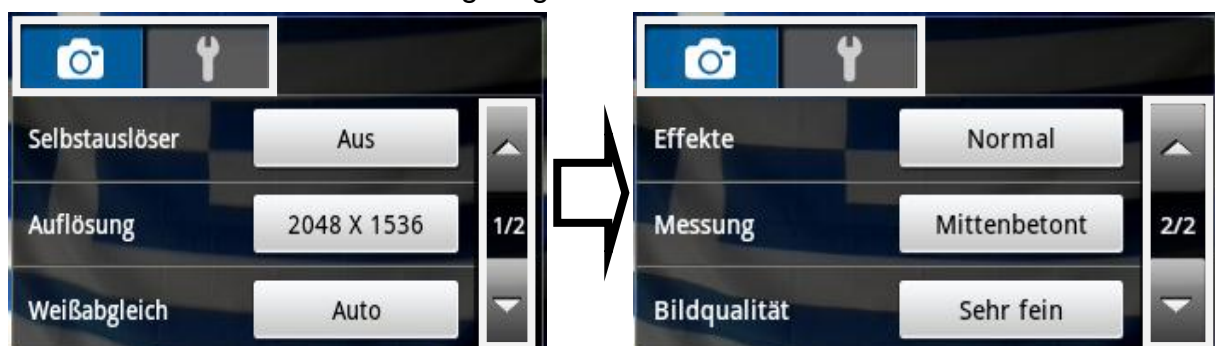 Selbstauslöser Aus
Auflösung 2048 X 1536 1/2
Weißabgleich Auto
Effekte Normal
Messung Mittenbetont 2/2
Bildqualität Sehr fein